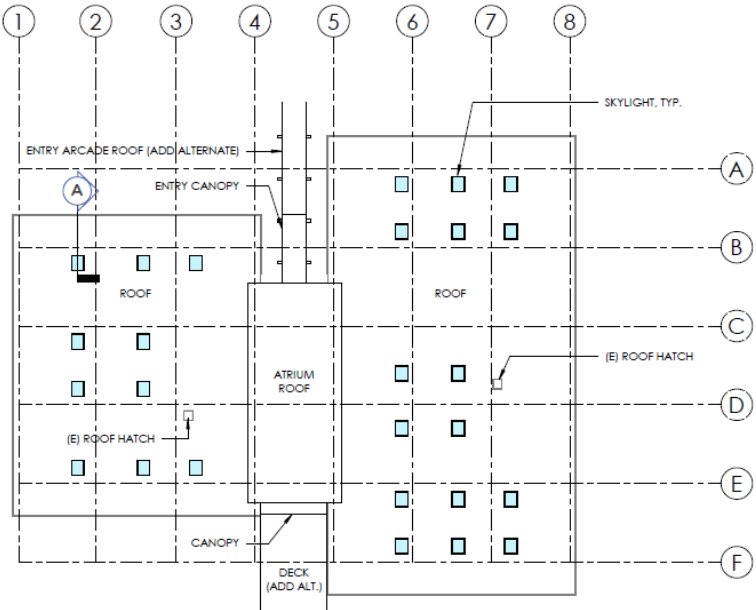 1 2 3 4 5 6 7 8
SKYLIGHT, TYP.
ENTRY ARCADE ROOF (ADD ALTERNATE)
A
ENTRY CANOPY
A
B
ROOF
ROOF
C
(E) ROOF HATCH
ATRIUM
ROOF
D
(E) ROOF HATCH
E
CANOPY
F
DECK
(ADD ALT.)